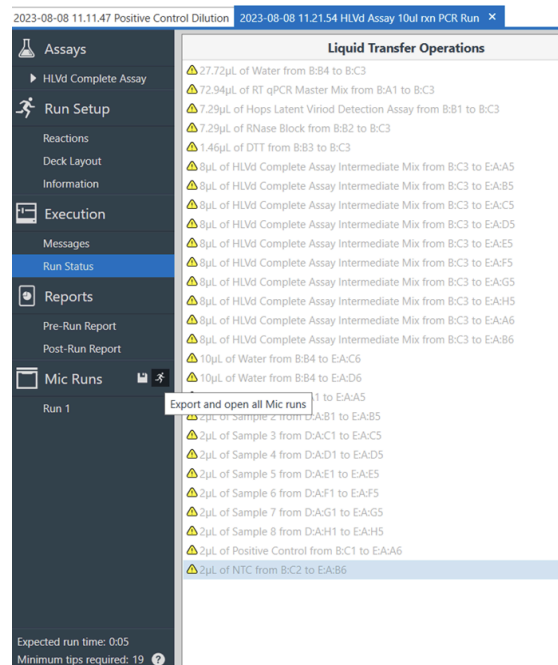 2023-08-08 11.11.47 Positive Control Dilution
2023-08-08 11.21.54 HLVd Assay 10ul rxn PCR Run ×
Assays
HLVd Complete Assay
Run Setup
Reactions
Deck Layout
Information
Execution
Messages
Run Status
Reports
Pre-Run Report
Post-Run Report
Mic Runs
Run 1
Expected run time: 0:05
Minimum tips required: 19 ?
Liquid Transfer Operations
27.72µL of Water from B:B4 to B:C3
72.94µL of RT qPCR Master Mix from B:A1 to B:C3
7.29µL of Hops Latent Viriod Detection Assay from B:B1 to B:C3
7.29µL of RNase Block from B:B2 to B:C3
1.46µL of DTT from B:B3 to B:C3
8µL of HLVd Complete Assay Intermediate Mix from B:C3 to E:A:A5
8µL of HLVd Complete Assay Intermediate Mix from B:C3 to E:A:B5
8µL of HLVd Complete Assay Intermediate Mix from B:C3 to E:A:C5
8µL of HLVd Complete Assay Intermediate Mix from B:C3 to E:A:D5
8µL of HLVd Complete Assay Intermediate Mix from B:C3 to E:A:E5
8µL of HLVd Complete Assay Intermediate Mix from B:C3 to E:A:F5
8µL of HLVd Complete Assay Intermediate Mix from B:C3 to E:A:G5
8µL of HLVd Complete Assay Intermediate Mix from B:C3 to E:A:H5
8µL of HLVd Complete Assay Intermediate Mix from B:C3 to E:A:A6
8µL of HLVd Complete Assay Intermediate Mix from B:C3 to E:A:B6
10µL of Water from B:B4 to E:A:C6
10µL of Water from B:B4 to E:A:D6
Export and open all Mic runs
A1 to E:A:A5
2µL of Sample 2 from D:A:B1 to E:A:B5
2µL of Sample 3 from D:A:C1 to E:A:C5
2µL of Sample 4 from D:A:D1 to E:A:D5
2µL of Sample 5 from D:A:E1 to E:A:E5
2µL of Sample 6 from D:A:F1 to E:A:F5
2µL of Sample 7 from D:A:G1 to E:A:G5
2µL of Sample 8 from D:A:H1 to E:A:H5
2µL of Positive Control from B:C1 to E:A:A6
2µL of NTC from B:C2 to E:A:B6